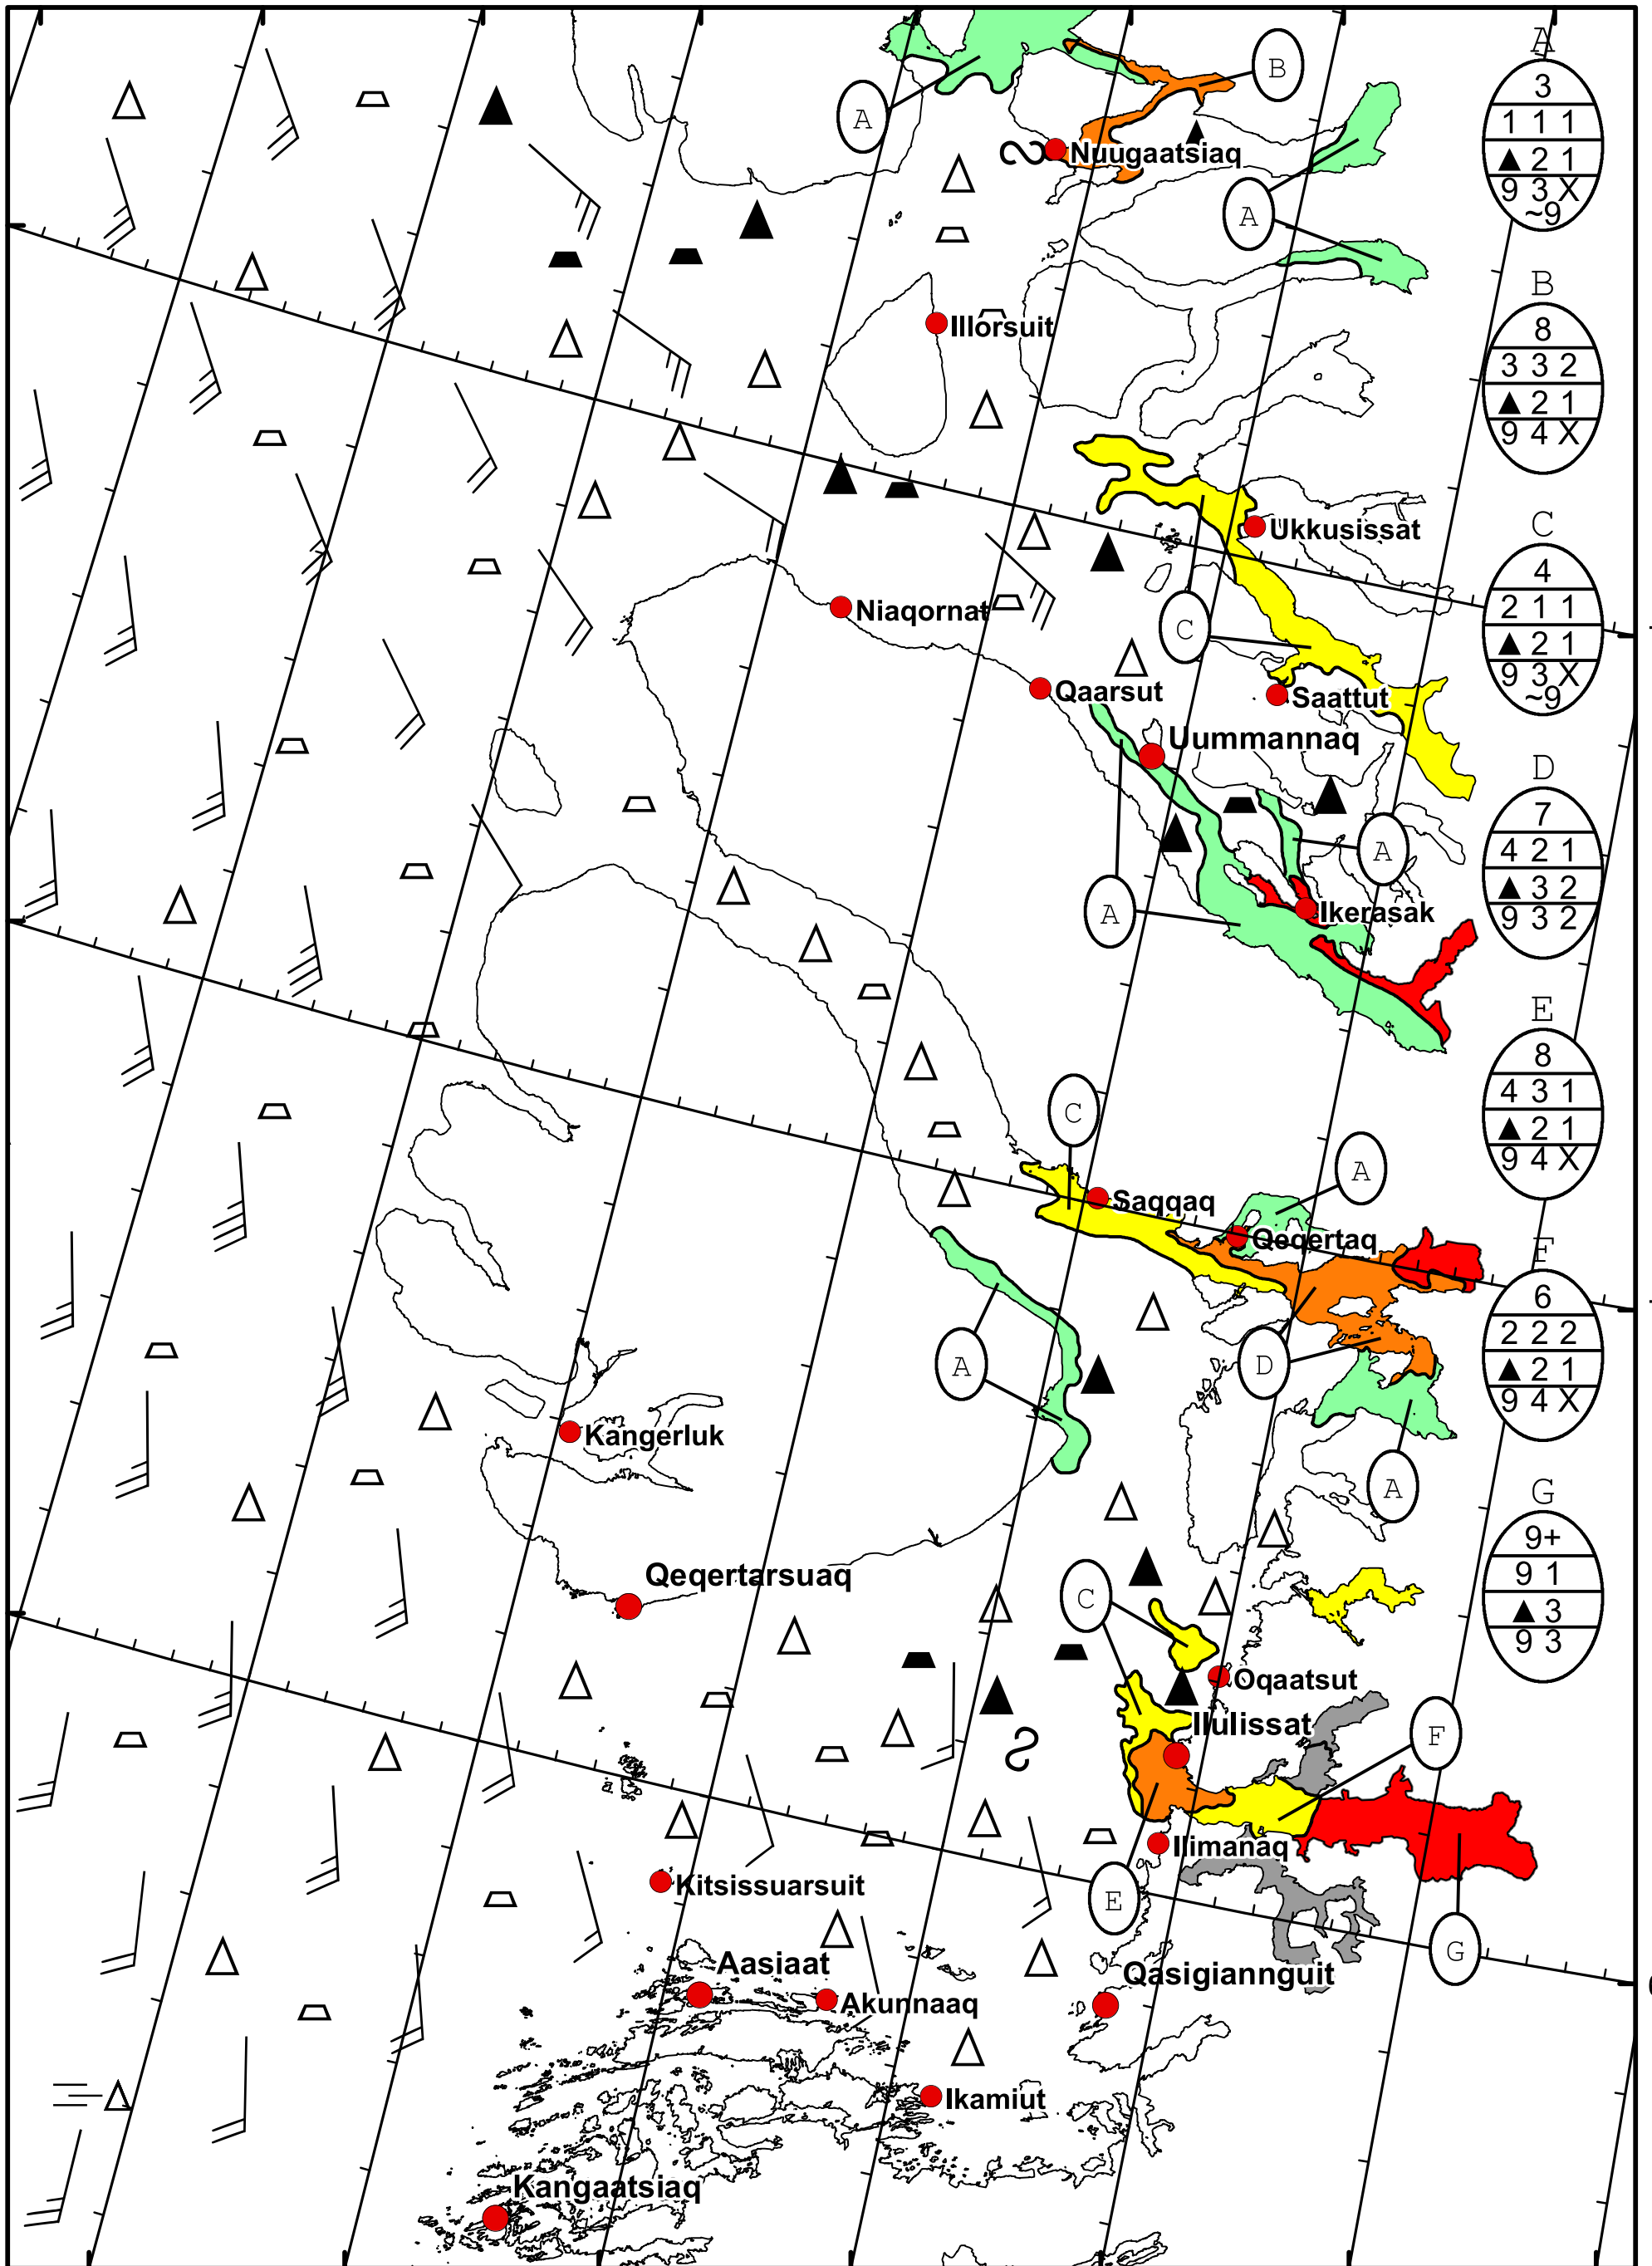 A
3
1 1 1
▲ 2 1
9 3 X
~9
B
8
3 3 2
▲ 2 1
9 4 X
C
4
2 1 1
▲ 2 1
9 3 X
~9
D
7
4 2 1
▲ 3 2
9 3 2
E
8
4 3 1
▲ 2 1
9 4 X
F
6
2 2 2
▲ 2 1
9 4 X
G
9+
9 1
▲ 3
9 3
B
A
Nuugaatsiaq
A
Illorsuit
Ukkusissat
Niaqornat
C
Qaarsut
Saattut
Uummannaq
A
A
Ikerasak
C
A
Saqqaq
Qeqertaq
A
D
Kangerluk
A
Qeqertarsuaq
C
Oqaatsut
Ilulissat
F
Ilimanaq
Kitsissuarsuit
E
G
Aasiaat
Qasigiannguit
Akunnaaq
Ikamiut
Kangaatsiaq